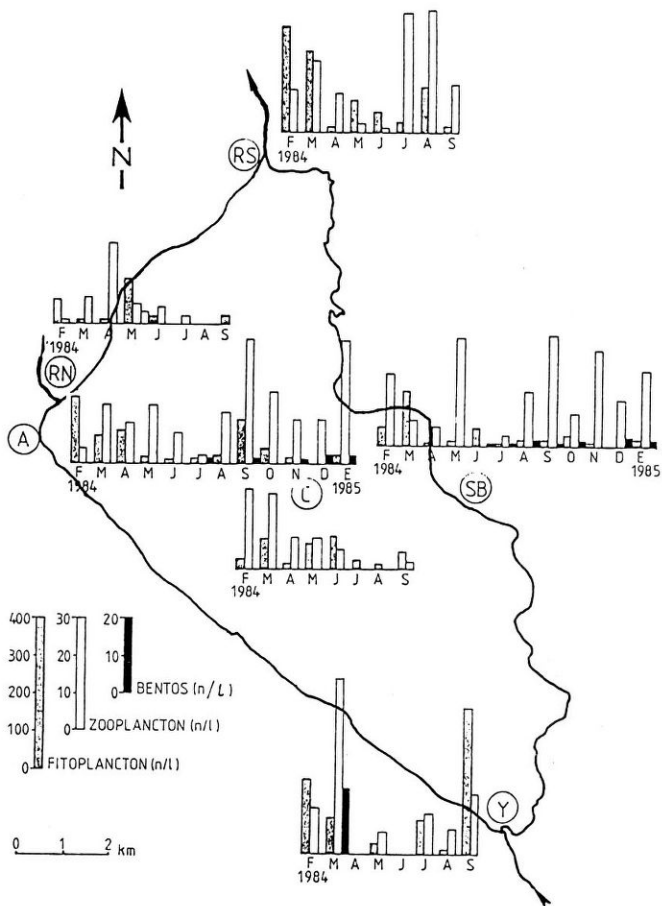 F M A M J J A S
1984
N
RS
F M A M J J A S
1984
RN
A
F M A M J J A S O N D E
1984 1985
F M A M J J A S O N D E
1984 1985
C
SB
F M A M J J A S
1984
400
300
200
100
0
30
20
10
0
20
10
0
BENTOS (n/l)
ZOOPLANCTON (n/l)
FITOPLANCTON (n/l)
0 1 2
km
Y
F M A M J J A S
1984